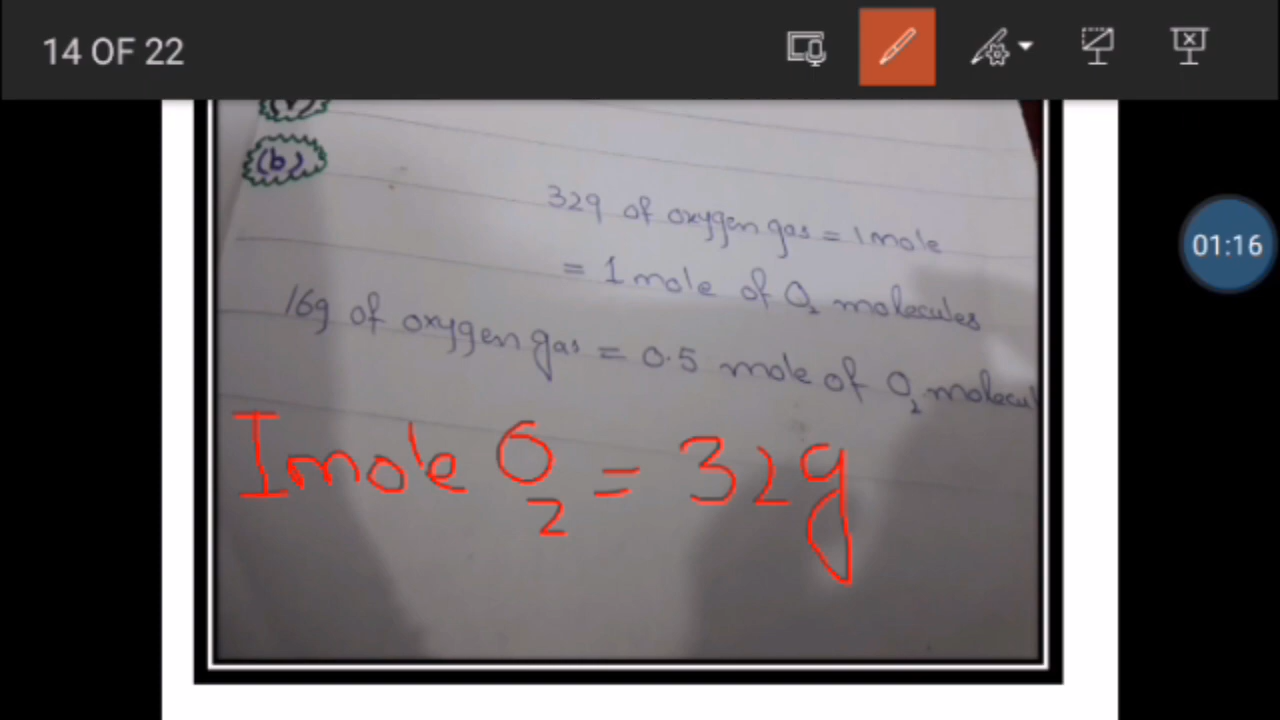 14 OF 22
(b)
32g of oxygen gas = 1 mole
= 1 mole of O₂ molecules
16g of oxygen gas = 0.5 mole of O₂ molecul
1mole O₂ = 32g
01:16